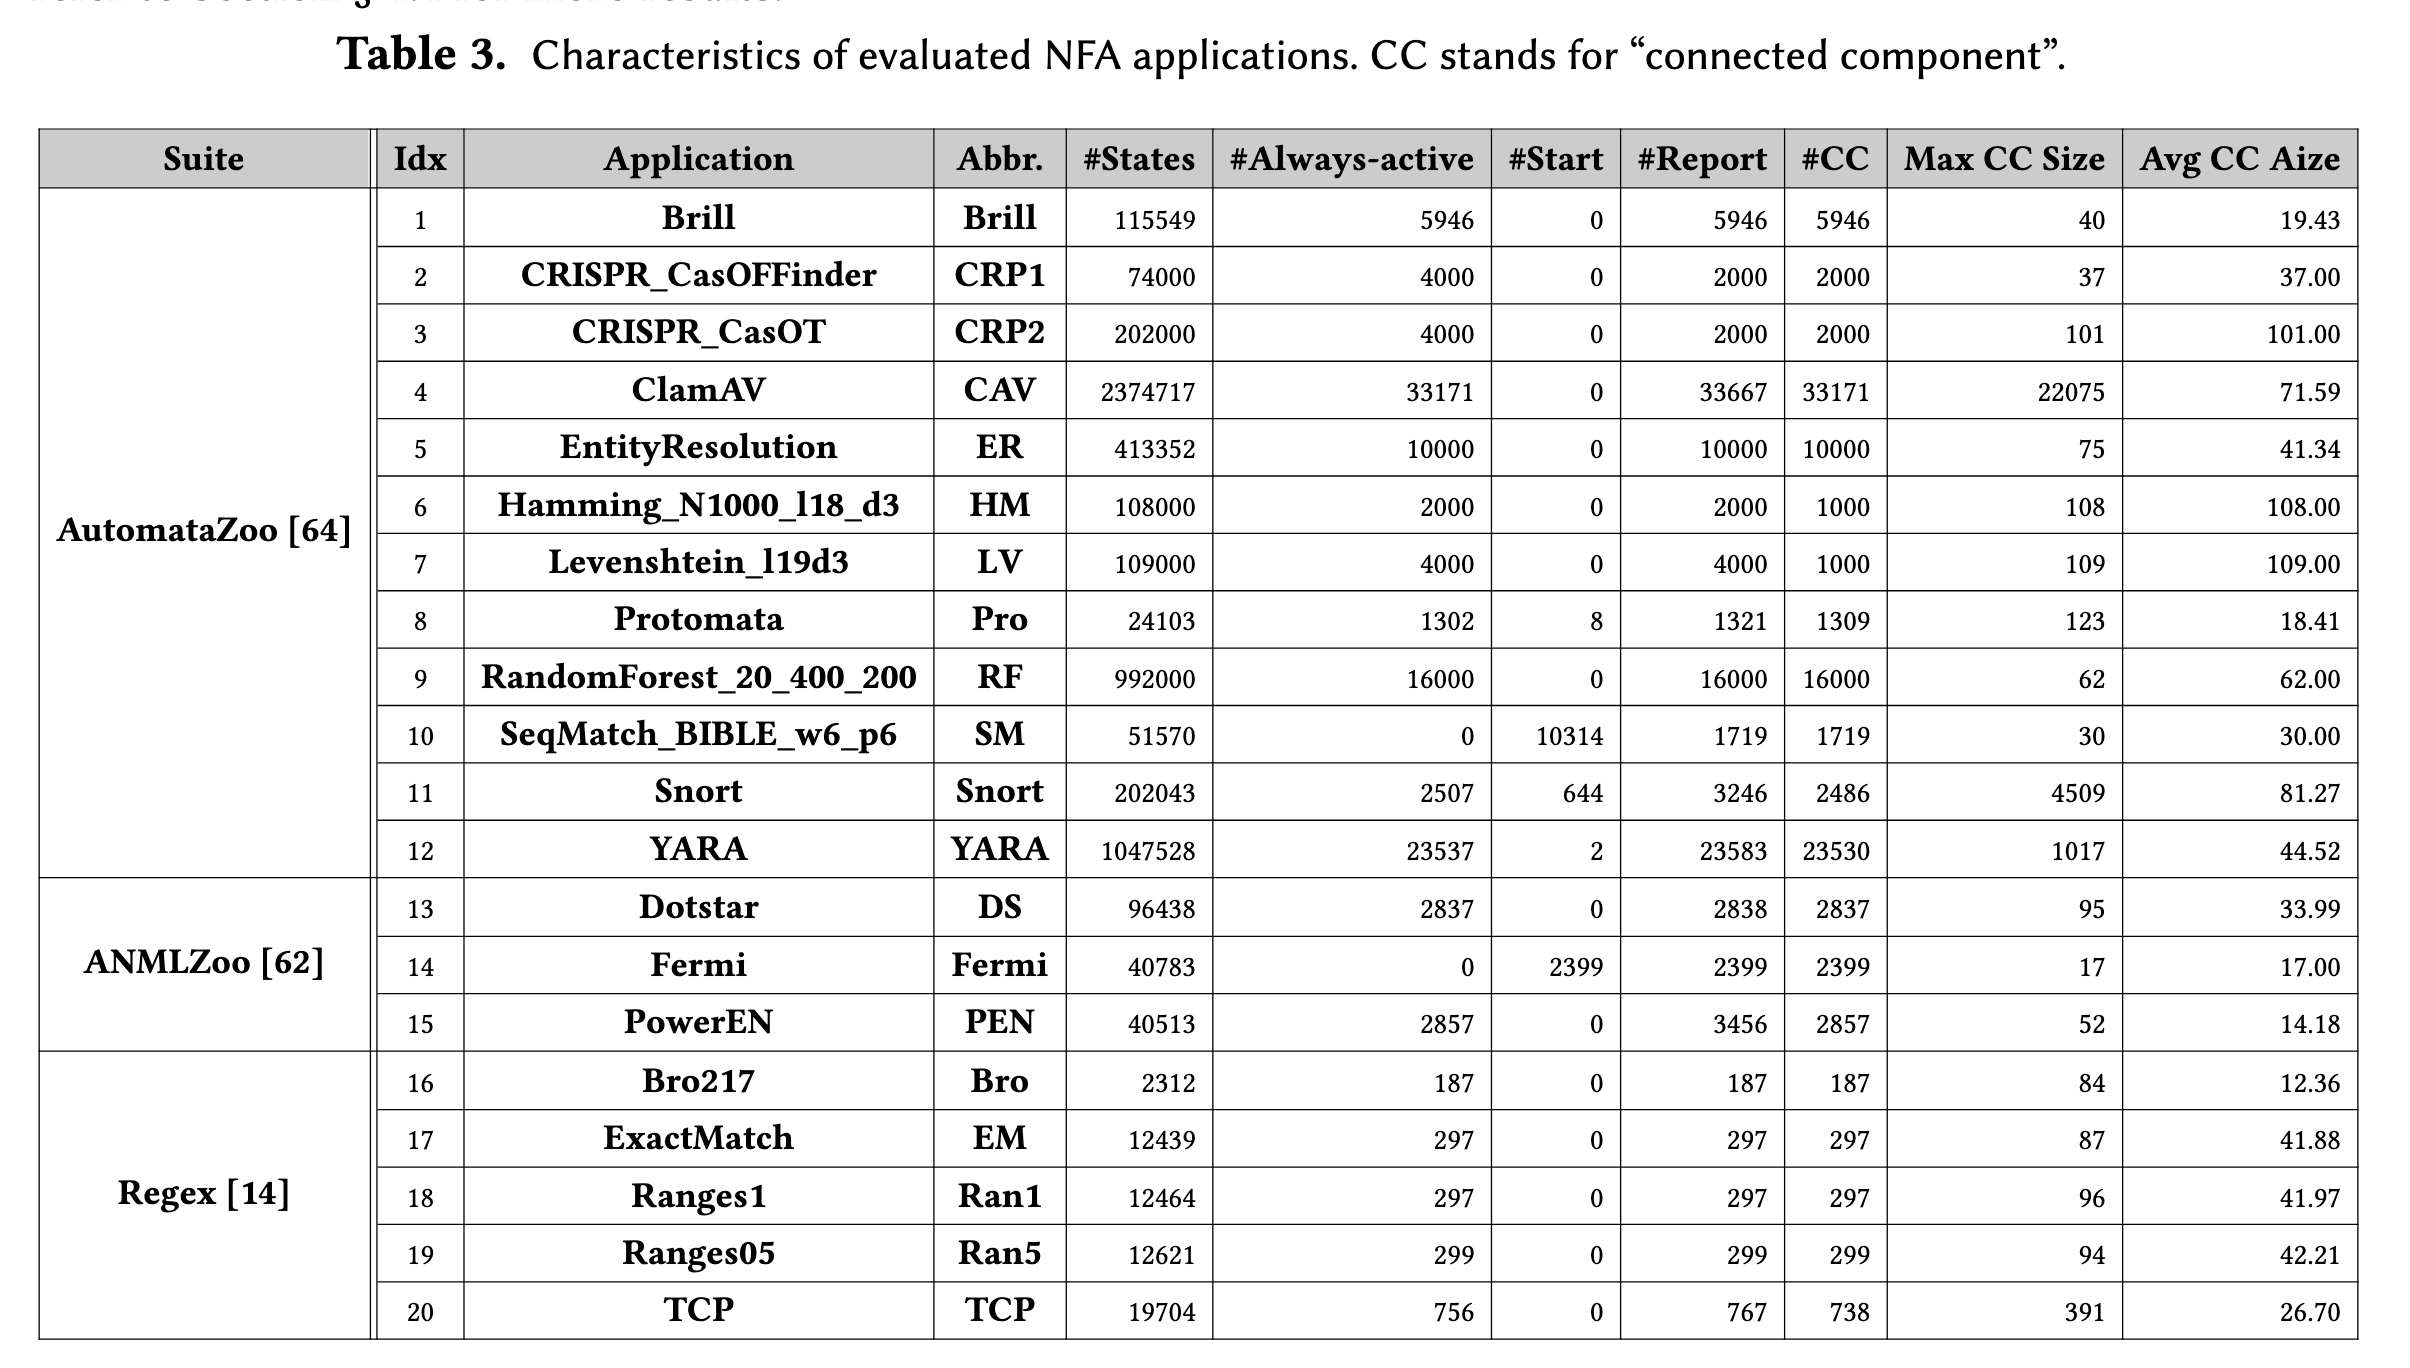 Table 3. Characteristics of evaluated NFA applications. CC stands for “connected component”.
Suite Idx Application Abbr. #States #Always-active #Start #Report #CC Max CC Size Avg CC Aize
AutomataZoo [64]
1 Brill Brill 115549 5946 0 5946 5946 40 19.43
2 CRISPR_CasOFFinder CRP1 74000 4000 0 2000 2000 37 37.00
3 CRISPR_CasOT CRP2 202000 4000 0 2000 2000 101 101.00
4 ClamAV CAV 2374717 33171 0 33667 33171 22075 71.59
5 EntityResolution ER 413352 10000 0 10000 10000 75 41.34
6 Hamming_N1000_l18_d3 HM 108000 2000 0 2000 1000 108 108.00
7 Levenshtein_l19d3 LV 109000 4000 0 4000 1000 109 109.00
8 Protomata Pro 24103 1302 8 1321 1309 123 18.41
9 RandomForest_20_400_200 RF 992000 16000 0 16000 16000 62 62.00
10 SeqMatch_BIBLE_w6_p6 SM 51570 0 10314 1719 1719 30 30.00
11 Snort Snort 202043 2507 644 3246 2486 4509 81.27
12 YARA YARA 1047528 23537 2 23583 23530 1017 44.52
ANMLZoo [62]
13 Dotstar DS 96438 2837 0 2838 2837 95 33.99
14 Fermi Fermi 40783 0 2399 2399 2399 17 17.00
15 PowerEN PEN 40513 2857 0 3456 2857 52 14.18
Regex [14]
16 Bro217 Bro 2312 187 0 187 187 84 12.36
17 ExactMatch EM 12439 297 0 297 297 87 41.88
18 Ranges1 Ran1 12464 297 0 297 297 96 41.97
19 Ranges05 Ran5 12621 299 0 299 299 94 42.21
20 TCP TCP 19704 756 0 767 738 391 26.70